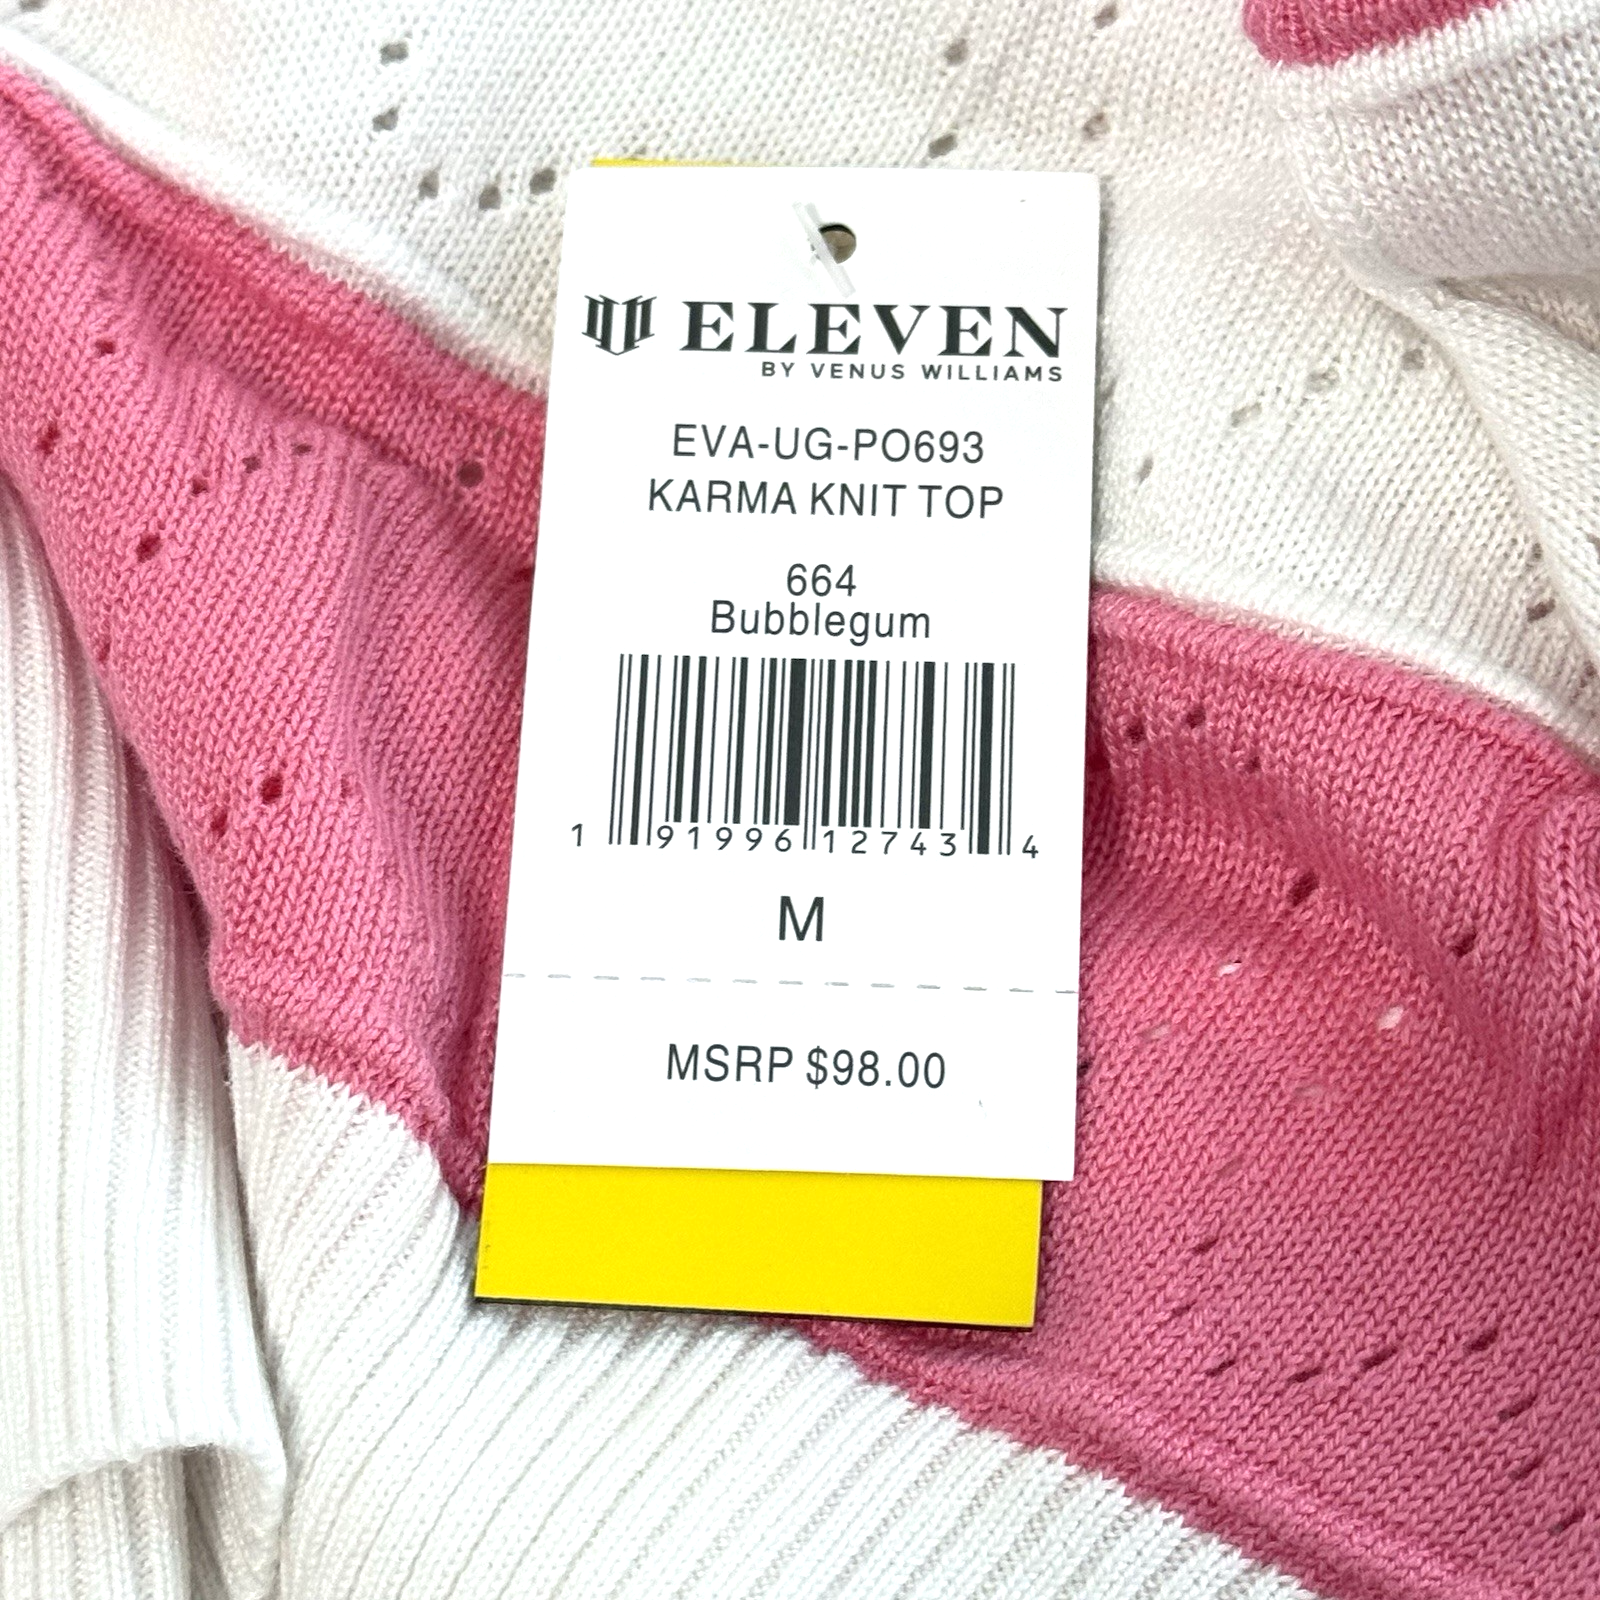 ELEVEN
BY VENUS WILLIAMS
EVA-UG-PO693
KARMA KNIT TOP
664
Bubblegum
1 91996 12743 4
M
MSRP $98.00